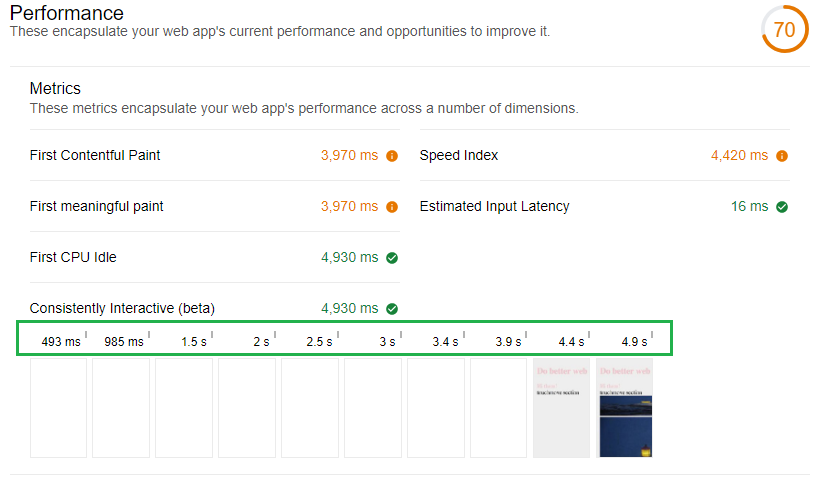 Performance
These encapsulate your web app's current performance and opportunities to improve it.
70
Metrics
These metrics encapsulate your web app's performance across a number of dimensions.
First Contentful Paint 3,970 ms
Speed Index 4,420 ms
First meaningful paint 3,970 ms
Estimated Input Latency 16 ms
First CPU Idle 4,930 ms
Consistently Interactive (beta) 4,930 ms
493 ms 985 ms 1.5 s 2 s 2.5 s 3 s 3.4 s 3.9 s 4.4 s 4.9 s
Do better web Do better web